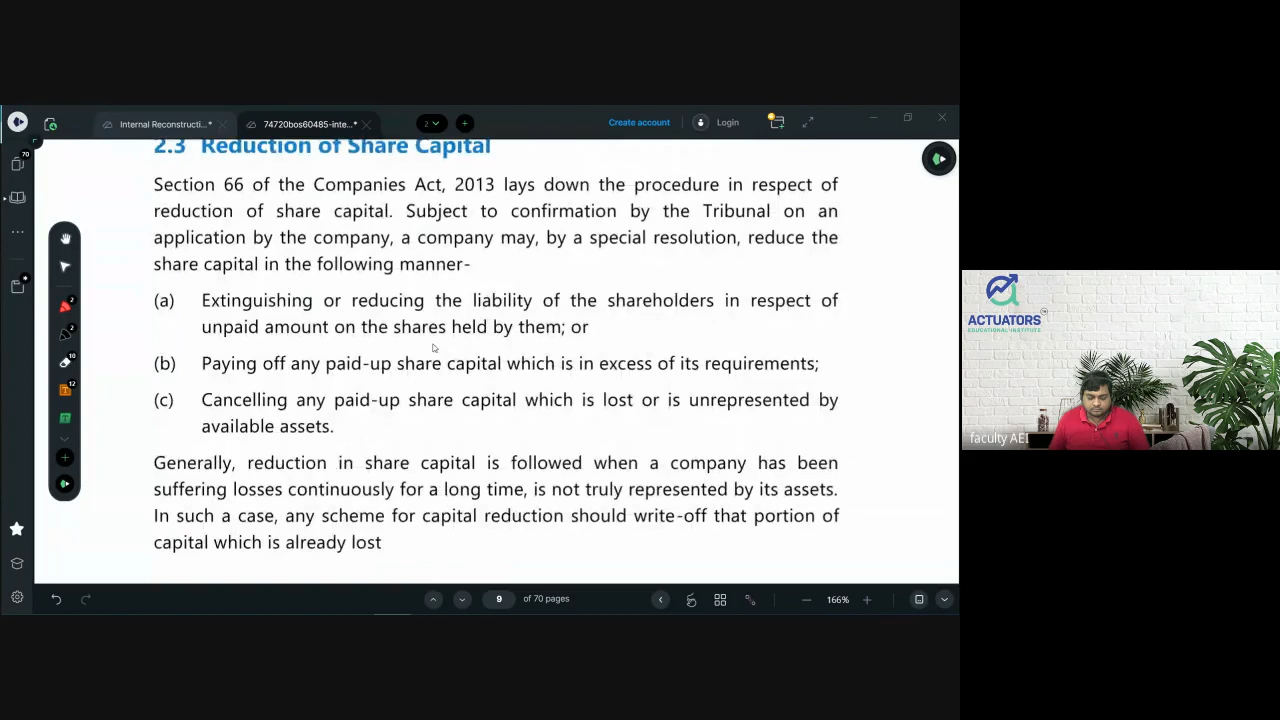 Internal Reconstructi...*
74720bos60485-inte...*
2
Create account
Login
70
2.3 Reduction of Share Capital
Section 66 of the Companies Act, 2013 lays down the procedure in respect of
reduction of share capital. Subject to confirmation by the Tribunal on an
application by the company, a company may, by a special resolution, reduce the
share capital in the following manner-
(a) Extinguishing or reducing the liability of the shareholders in respect of
unpaid amount on the shares held by them; or
(b) Paying off any paid-up share capital which is in excess of its requirements;
(c) Cancelling any paid-up share capital which is lost or is unrepresented by
available assets.
Generally, reduction in share capital is followed when a company has been
suffering losses continuously for a long time, is not truly represented by its assets.
In such a case, any scheme for capital reduction should write-off that portion of
capital which is already lost
2
2
10
12
9 of 70 pages
166%
ACTUATORS
EDUCATIONAL INSTITUTE
faculty AEI